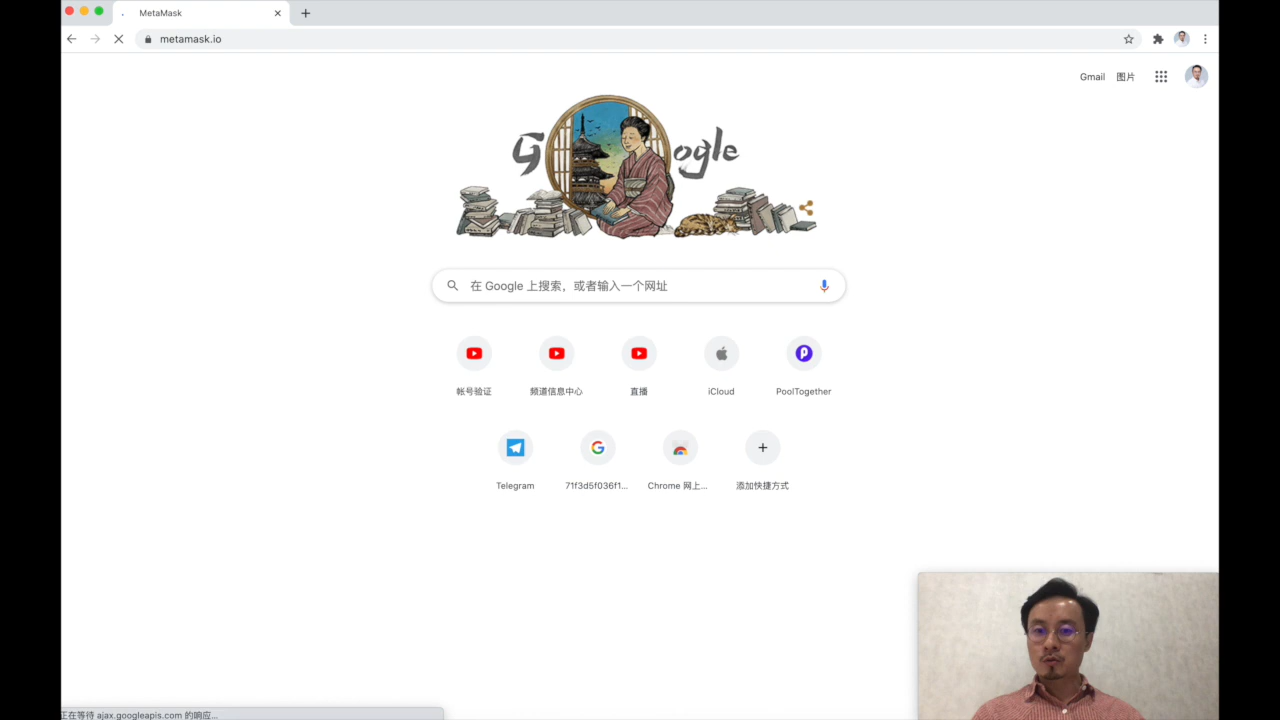 MetaMask
metamask.io
Gmail 图片
Google
在 Google 上搜索，或者输入一个网址
帐号验证 频道信息中心 直播 iCloud PoolTogether
Telegram 71f3d5f036f1... Chrome 网上... 添加快捷方式
正在等待 ajax.googleapis.com 的响应...